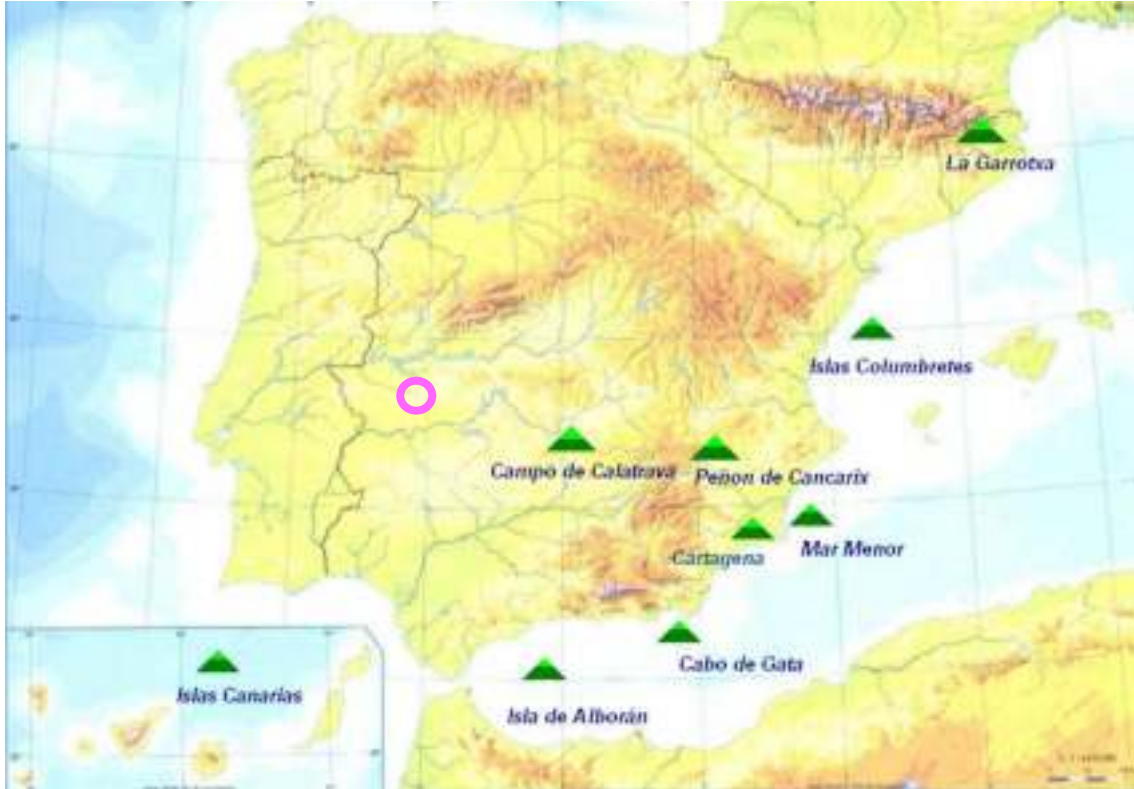 La Garrotxa
Islas Columbretes
Campo de Calatrava
Peñon de Cancarix
Cartagena
Mar Menor
Cabo de Gata
Islas Canarias
Isla de Alborán